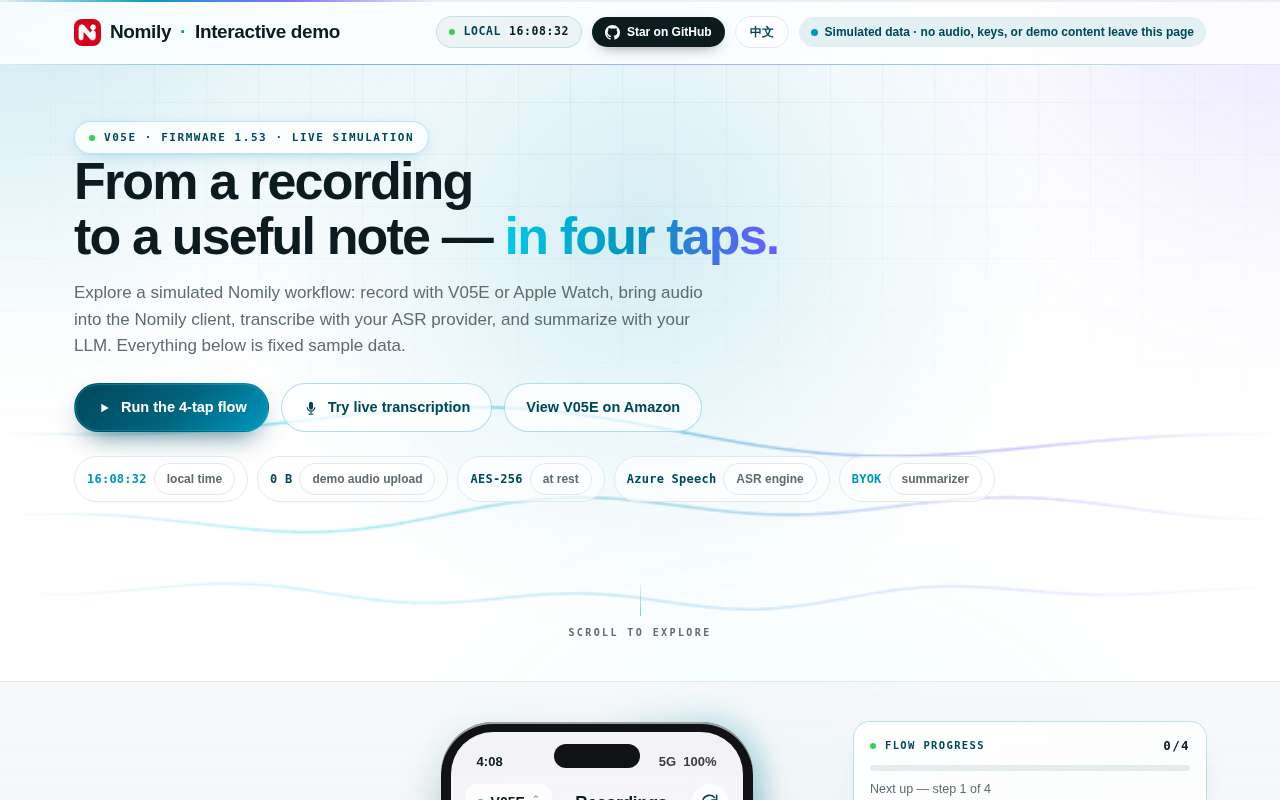 Nomily · Interactive demo
LOCAL 16:08:32
Star on GitHub
中文
Simulated data · no audio, keys, or demo content leave this page
V05E · FIRMWARE 1.53 · LIVE SIMULATION
From a recording
to a useful note — in four taps.
Explore a simulated Nomily workflow: record with V05E or Apple Watch, bring audio
into the Nomily client, transcribe with your ASR provider, and summarize with your
LLM. Everything below is fixed sample data.
Run the 4-tap flow
Try live transcription
View V05E on Amazon
16:08:32 local time
0 B demo audio upload
AES-256 at rest
Azure Speech ASR engine
BYOK summarizer
SCROLL TO EXPLORE
4:08
5G 100%
V05E
Recordings
FLOW PROGRESS
0/4
Next up — step 1 of 4